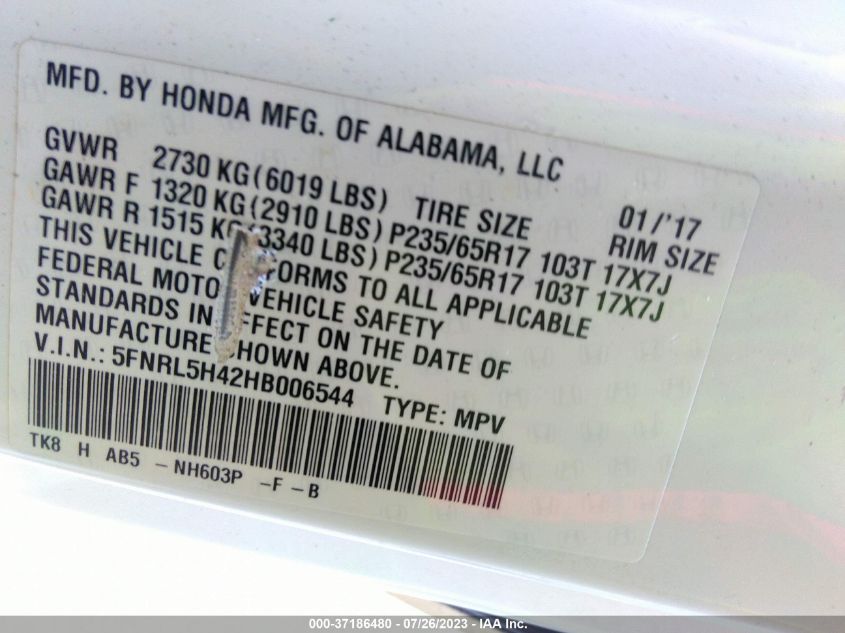 MFD. BY HONDA MFG. OF ALABAMA, LLC
GVWR 2730 KG (6019 LBS) TIRE SIZE 01/'17 RIM SIZE
GAWR F 1320 KG (2910 LBS) P235/65R17 103T 17X7J
GAWR R 1515 KG (3340 LBS) P235/65R17 103T 17X7J
THIS VEHICLE C FORMS TO ALL APPLICABLE
FEDERAL MOTO VEHICLE SAFETY
STANDARDS IN EFFECT ON THE DATE OF
MANUFACTURE SHOWN ABOVE.
V.I.N.: 5FNRL5H42HB006544 TYPE: MPV
TK8 H AB5 - NH603P - F - B
000-37186480 - 07/26/2023 - IAA Inc.